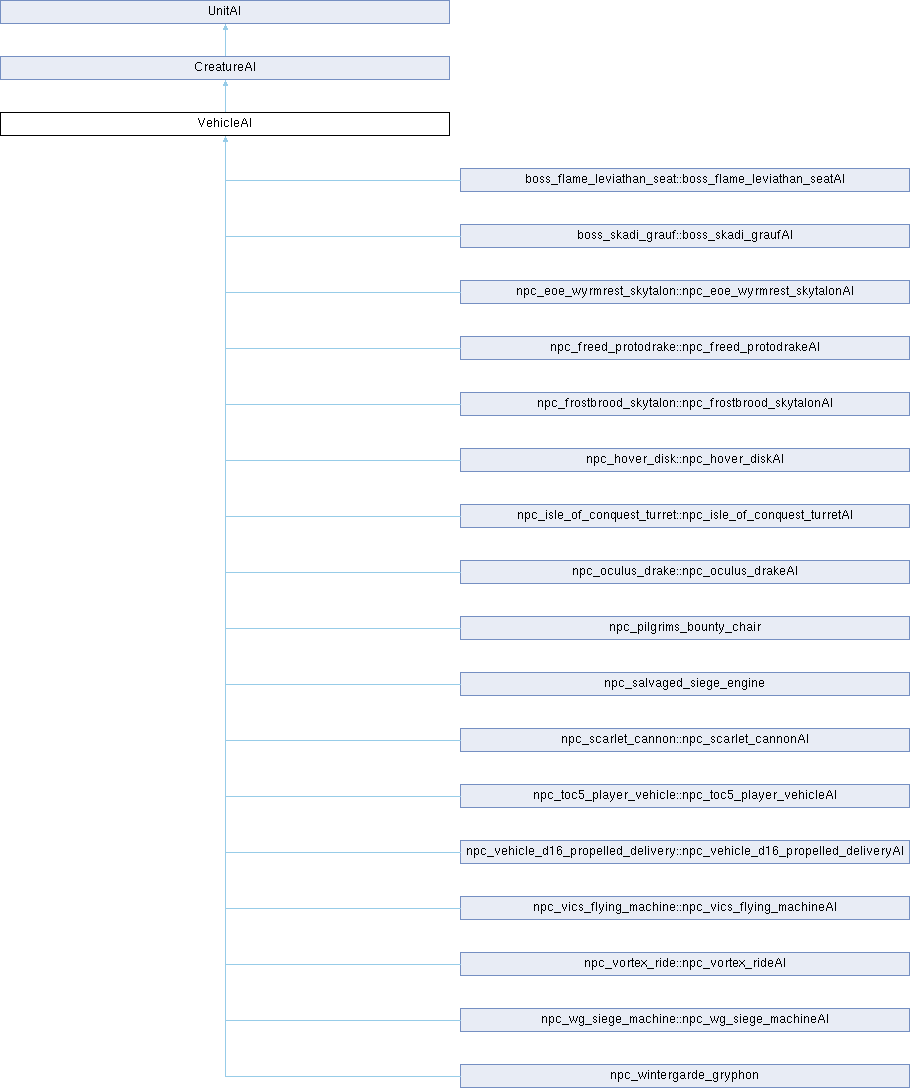 UnitAI
CreatureAI
VehicleAI
boss_flame_leviathan_seat::boss_flame_leviathan_seatAI
boss_skadi_grauf::boss_skadi_graufAI
npc_eoe_wyrmrest_skytalon::npc_eoe_wyrmrest_skytalonAI
npc_freed_protodrake::npc_freed_protodrakeAI
npc_frostbrood_skytalon::npc_frostbrood_skytalonAI
npc_hover_disk::npc_hover_diskAI
npc_isle_of_conquest_turret::npc_isle_of_conquest_turretAI
npc_oculus_drake::npc_oculus_drakeAI
npc_pilgrims_bounty_chair
npc_salvaged_siege_engine
npc_scarlet_cannon::npc_scarlet_cannonAI
npc_toc5_player_vehicle::npc_toc5_player_vehicleAI
npc_vehicle_d16_propelled_delivery::npc_vehicle_d16_propelled_deliveryAI
npc_vics_flying_machine::npc_vics_flying_machineAI
npc_vortex_ride::npc_vortex_rideAI
npc_wg_siege_machine::npc_wg_siege_machineAI
npc_wintergarde_gryphon